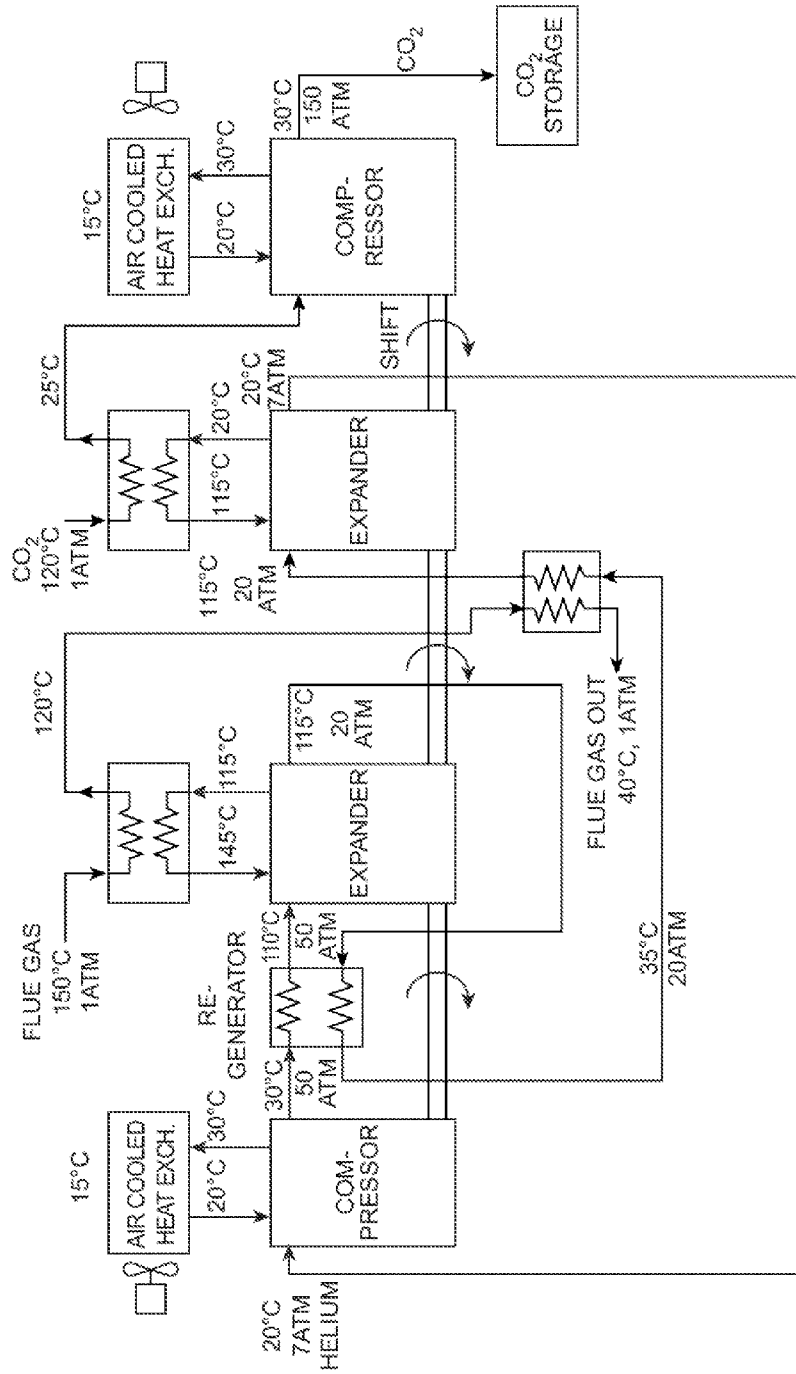 15°C
AIR COOLED
HEAT EXCH.
20°C
30°C
20°C
7ATM
HELIUM
COM-
PRESSOR
30°C
50
ATM
RE-
GENERATOR
110°C
50
ATM
FLUE GAS
150°C
1ATM
145°C
115°C
EXPANDER
120°C
115°C
20
ATM
FLUE GAS OUT
40°C, 1ATM
35°C
20ATM
CO₂
120°C
1ATM
115°C
20
ATM
115°C
20°C
EXPANDER
25°C
20°C
7ATM
SHIFT
15°C
AIR COOLED
HEAT EXCH.
20°C
30°C
COMP-
RESSOR
30°C
150
ATM
CO₂
CO₂
STORAGE